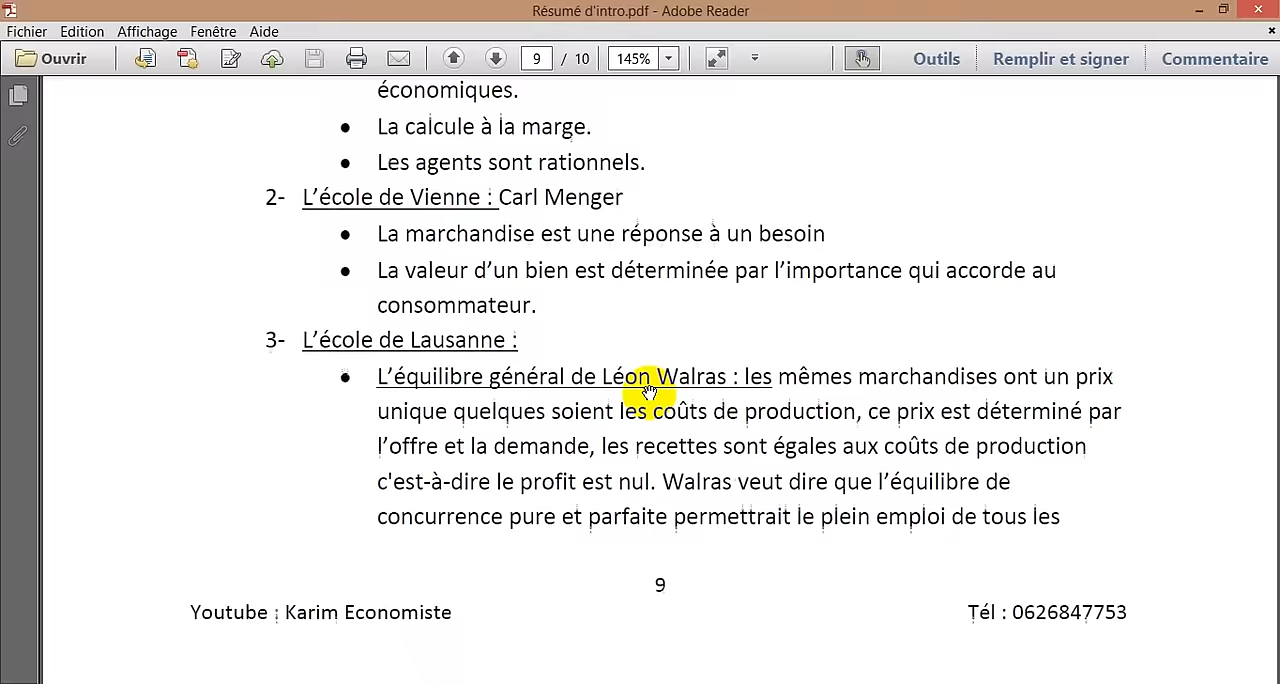 Résumé d'intro.pdf - Adobe Reader
Fichier Edition Affichage Fenêtre Aide
Ouvrir 9 / 10 145% Outils Remplir et signer Commentaire
économiques.
• La calcule à la marge.
• Les agents sont rationnels.
2- L’école de Vienne : Carl Menger
• La marchandise est une réponse à un besoin
• La valeur d’un bien est déterminée par l’importance qui accorde au
consommateur.
3- L’école de Lausanne :
• L’équilibre général de Léon Walras : les mêmes marchandises ont un prix
unique quelques soient les coûts de production, ce prix est déterminé par
l’offre et la demande, les recettes sont égales aux coûts de production
c'est-à-dire le profit est nul. Walras veut dire que l’équilibre de
concurrence pure et parfaite permettrait le plein emploi de tous les
9
Youtube : Karim Economiste Tél : 0626847753